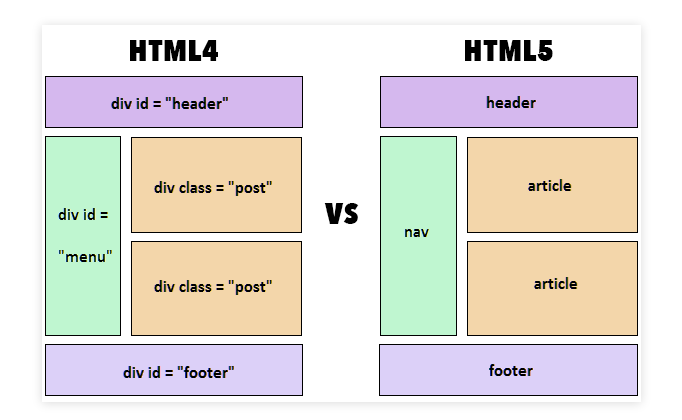 HTML4
HTML5
div id = "header"
header
div id =
"menu"
div class = "post"
div class = "post"
VS
nav
article
article
div id = "footer"
footer